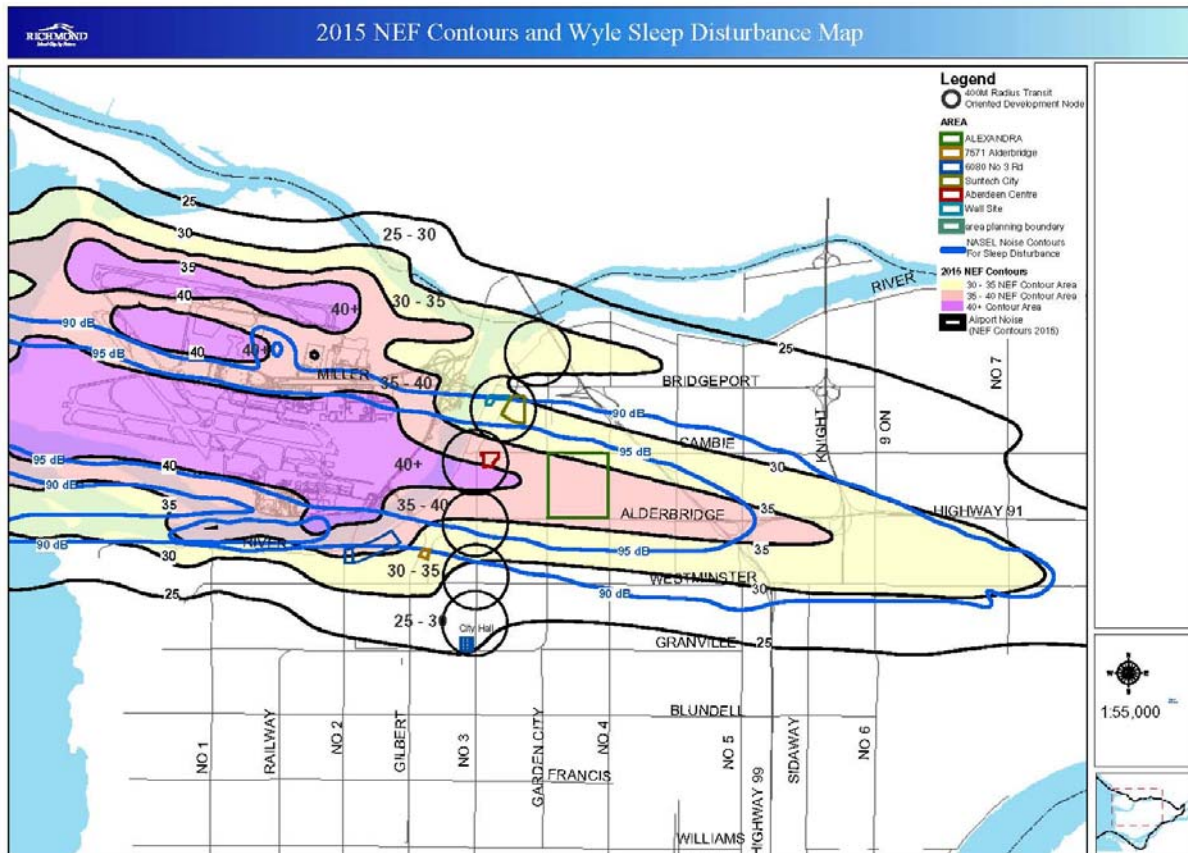 RICHMOND
2015 NEF Contours and Wyle Sleep Disturbance Map
Legend
400M Radius Transit
Oriented Development Node
AREA
ALEXANDRA
7571 Alderbridge
6080 No 3 Rd
Suntech City
Aberdeen Centre
Wall Site
area planning boundary
NASEL Noise Contours
For Sleep Disturbance
2015 NEF Contours
30 - 35 NEF Contour Area
35 - 40 NEF Contour Area
40+ Contour Area
Airport Noise
(NEF Contours 2015)
25
30
35
40
25 - 30
30 - 35
RIVER
40+
90 dB
95 dB
40
40+
MILLER
35 - 40
25
BRIDGEPORT
NO 7
90 dB
KNIGHT
NO 6
CAMBIE
95 dB
30
95 dB
90 dB
40
40+
35
35 - 40
ALDERBRIDGE
HIGHWAY 91
90 dB
RIVER
30
30 - 35
95 dB
35
35
WESTMINSTER
30
90 dB
25
25 - 30
City Hall
GRANVILLE
25
1:55,000
BLUNDELL
NO 1
RAILWAY
NO 2
GILBERT
NO 3
GARDEN CITY
NO 4
NO 5
HIGHWAY 99
SIDAWAY
NO 6
FRANCIS
WILLIAMS